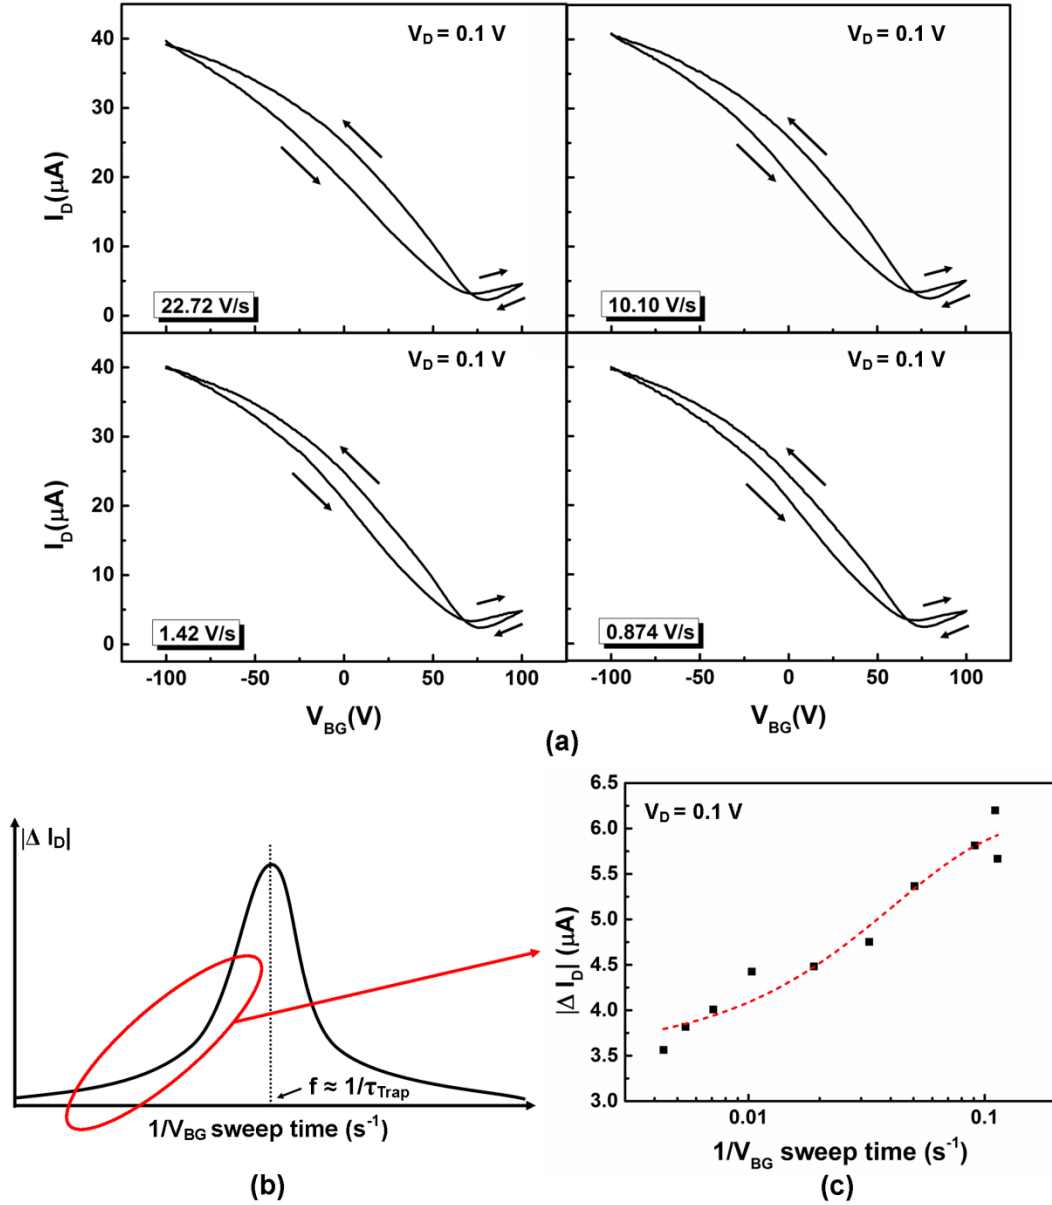 V_D = 0.1 V
V_D = 0.1 V
40
30
20
10
0
I_D(μA)
22.72 V/s
10.10 V/s
V_D = 0.1 V
V_D = 0.1 V
40
30
20
10
0
I_D(μA)
1.42 V/s
0.874 V/s
-100 -50 0 50 100
-100 -50 0 50 100
V_BG(V)
V_BG(V)
(a)
|Δ I_D|
f ≈ 1/τ_Trap
1/V_BG sweep time (s⁻¹)
(b)
V_D = 0.1 V
6.5
6.0
5.5
5.0
4.5
4.0
3.5
3.0
|Δ I_D| (μA)
0.01 0.1
1/V_BG sweep time (s⁻¹)
(c)